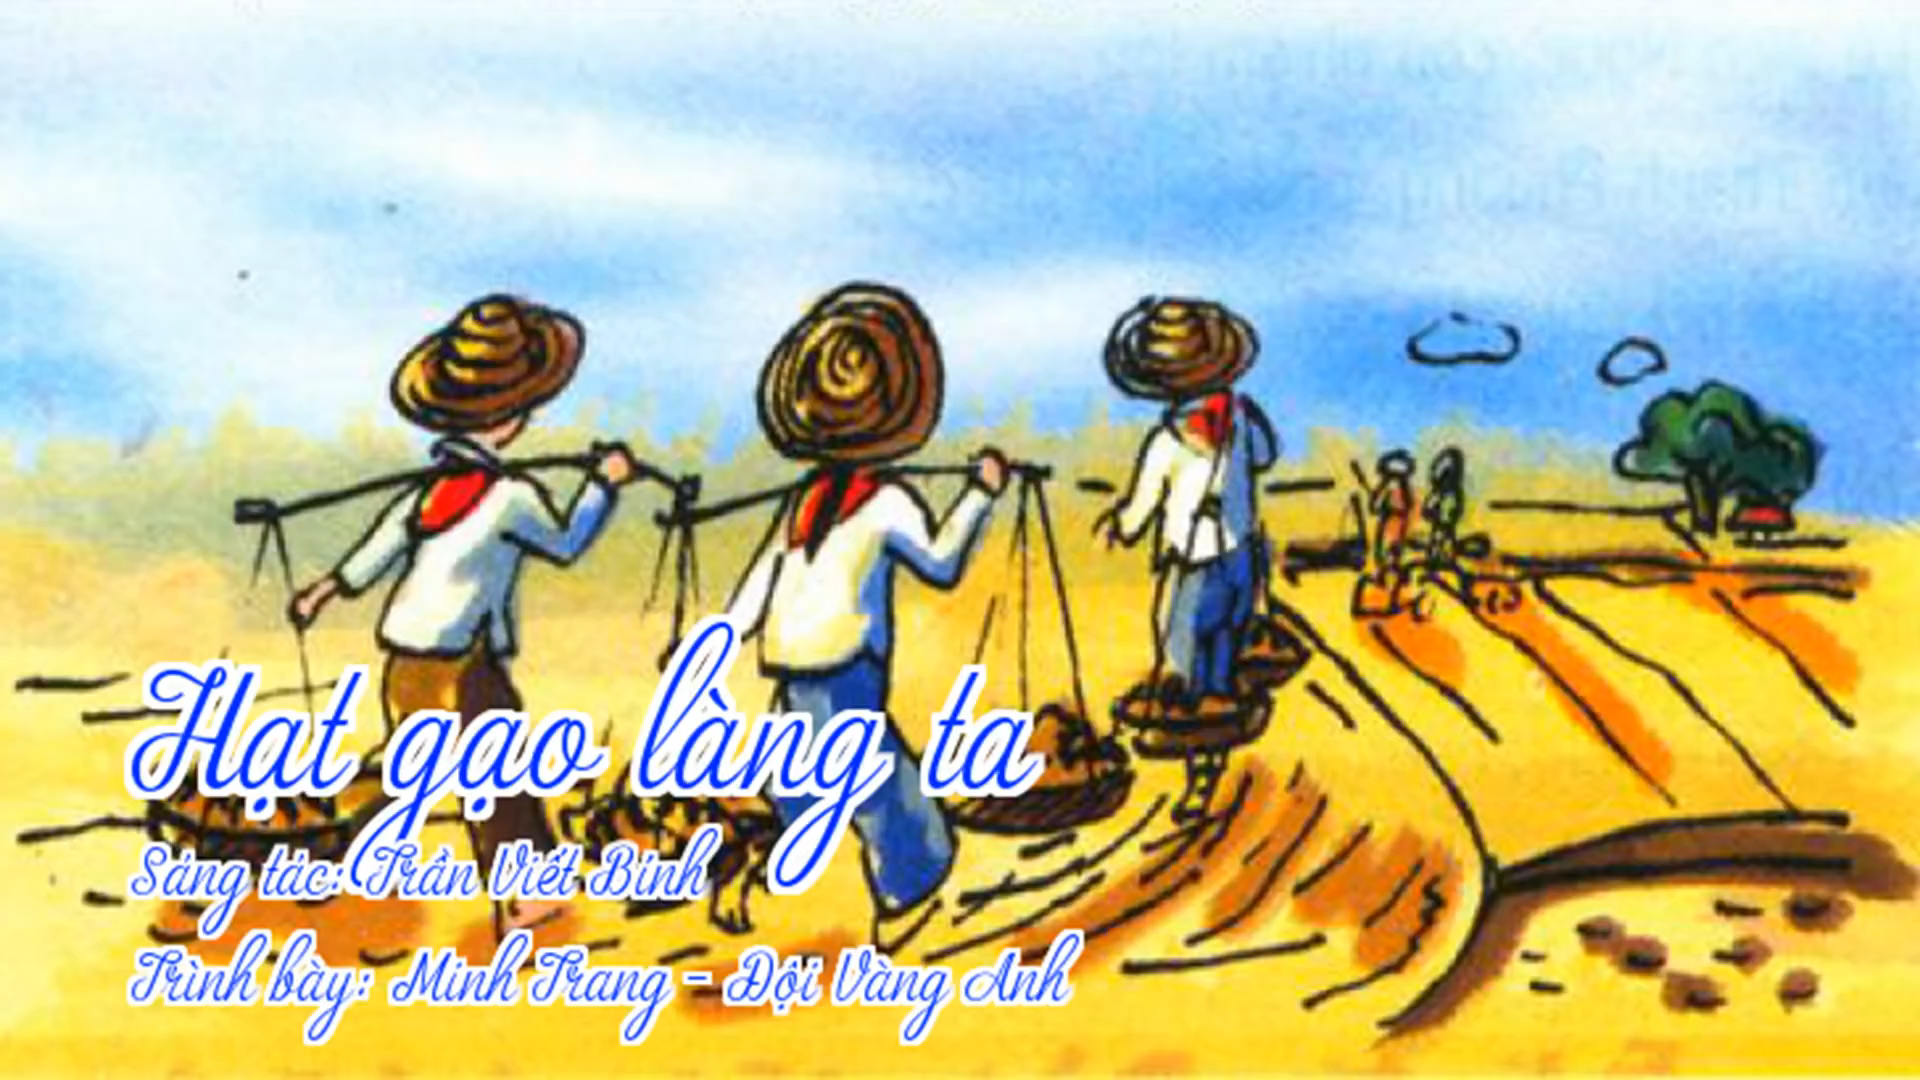 Hạt gạo làng ta
Sáng tác: Trần Viết Bính
Trình bày: Minh Trang - Đội Vàng Anh